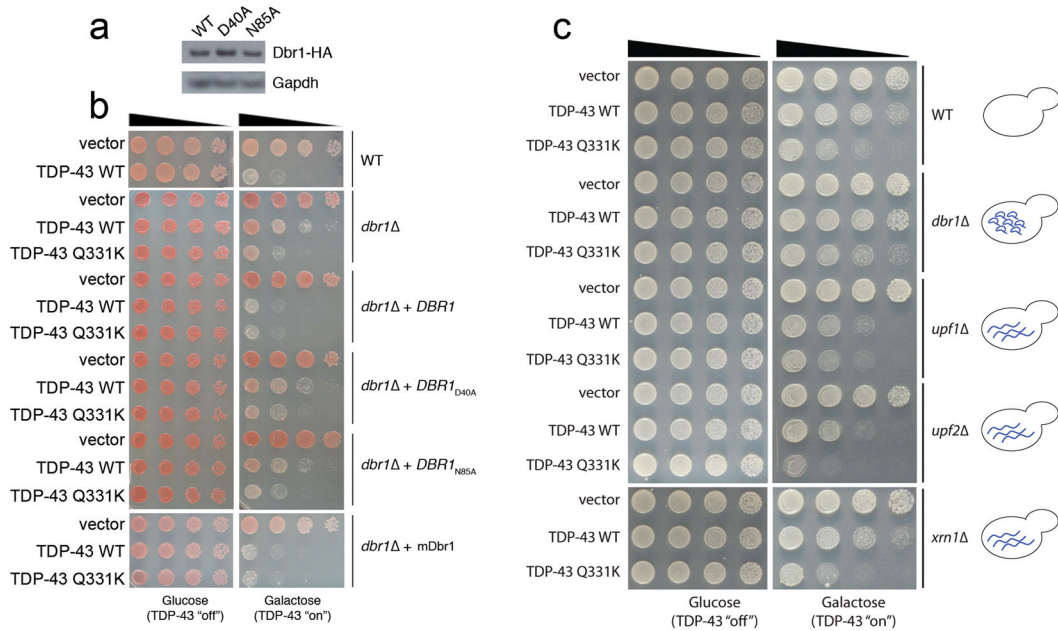 a
WT D40A N85A
Dbr1-HA
Gapdh
b
vector
TDP-43 WT
WT
vector
TDP-43 WT
TDP-43 Q331K
dbr1Δ
vector
TDP-43 WT
TDP-43 Q331K
dbr1Δ + DBR1
vector
TDP-43 WT
TDP-43 Q331K
dbr1Δ + DBR1D40A
vector
TDP-43 WT
TDP-43 Q331K
dbr1Δ + DBR1N85A
vector
TDP-43 WT
TDP-43 Q331K
dbr1Δ + mDbr1
Glucose
(TDP-43 “off”)
Galactose
(TDP-43 “on”)
c
vector
TDP-43 WT
TDP-43 Q331K
WT
vector
TDP-43 WT
TDP-43 Q331K
dbr1Δ
vector
TDP-43 WT
TDP-43 Q331K
upf1Δ
vector
TDP-43 WT
TDP-43 Q331K
upf2Δ
vector
TDP-43 WT
TDP-43 Q331K
xrn1Δ
Glucose
(TDP-43 “off”)
Galactose
(TDP-43 “on”)